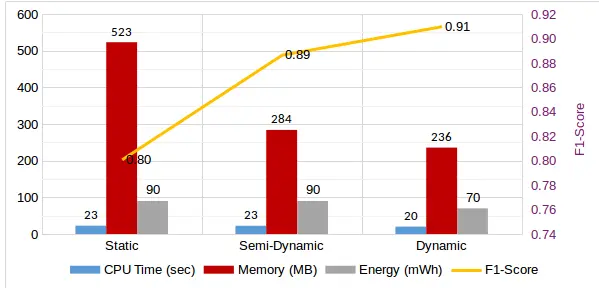 600 0.92
523
500 0.91 0.90
0.89 0.88
400 0.86
284 0.84
300 236 0.82
0.80 0.80
200 0.78
90 90 70
100 0.76
23 23 20
0 0.74
Static Semi-Dynamic Dynamic
F1-Score
CPU Time (sec) Memory (MB) Energy (mWh) F1-Score